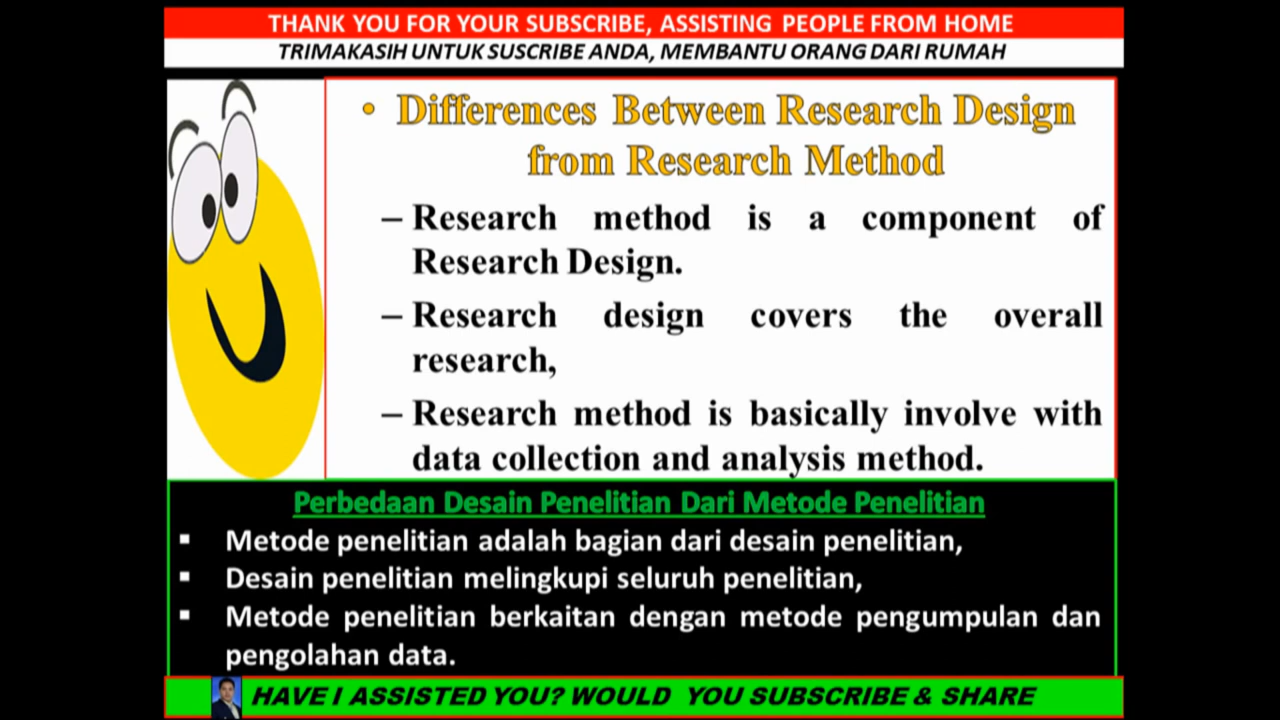 THANK YOU FOR YOUR SUBSCRIBE, ASSISTING PEOPLE FROM HOME
TRIMAKASIH UNTUK SUSCRIBE ANDA, MEMBANTU ORANG DARI RUMAH
• Differences Between Research Design
from Research Method
– Research method is a component of
Research Design.
– Research design covers the overall
research,
– Research method is basically involve with
data collection and analysis method.
Perbedaan Desain Penelitian Dari Metode Penelitian
▪ Metode penelitian adalah bagian dari desain penelitian,
▪ Desain penelitian melingkupi seluruh penelitian,
▪ Metode penelitian berkaitan dengan metode pengumpulan dan
pengolahan data.
HAVE I ASSISTED YOU? WOULD YOU SUBSCRIBE & SHARE